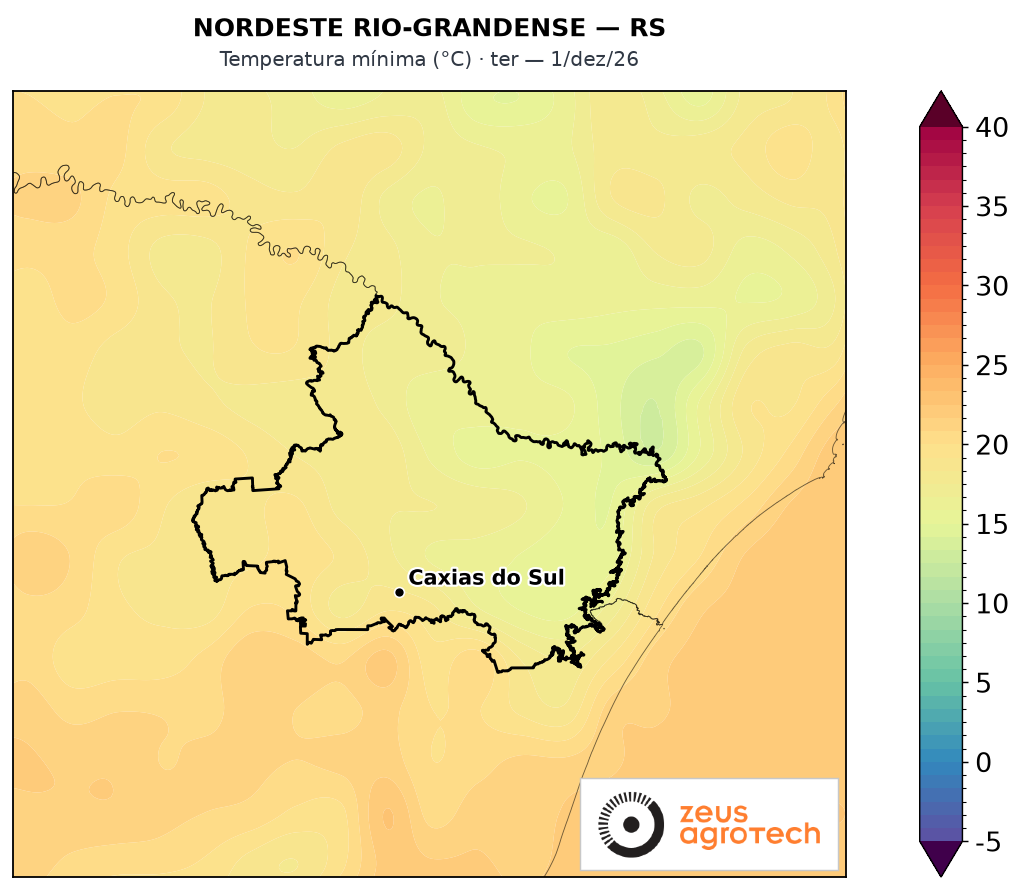 NORDESTE RIO-GRANDENSE — RS
Temperatura mínima (°C) · ter — 1/dez/26
40
35
30
25
20
15
10
5
0
-5
Caxias do Sul
zeus
agrotech